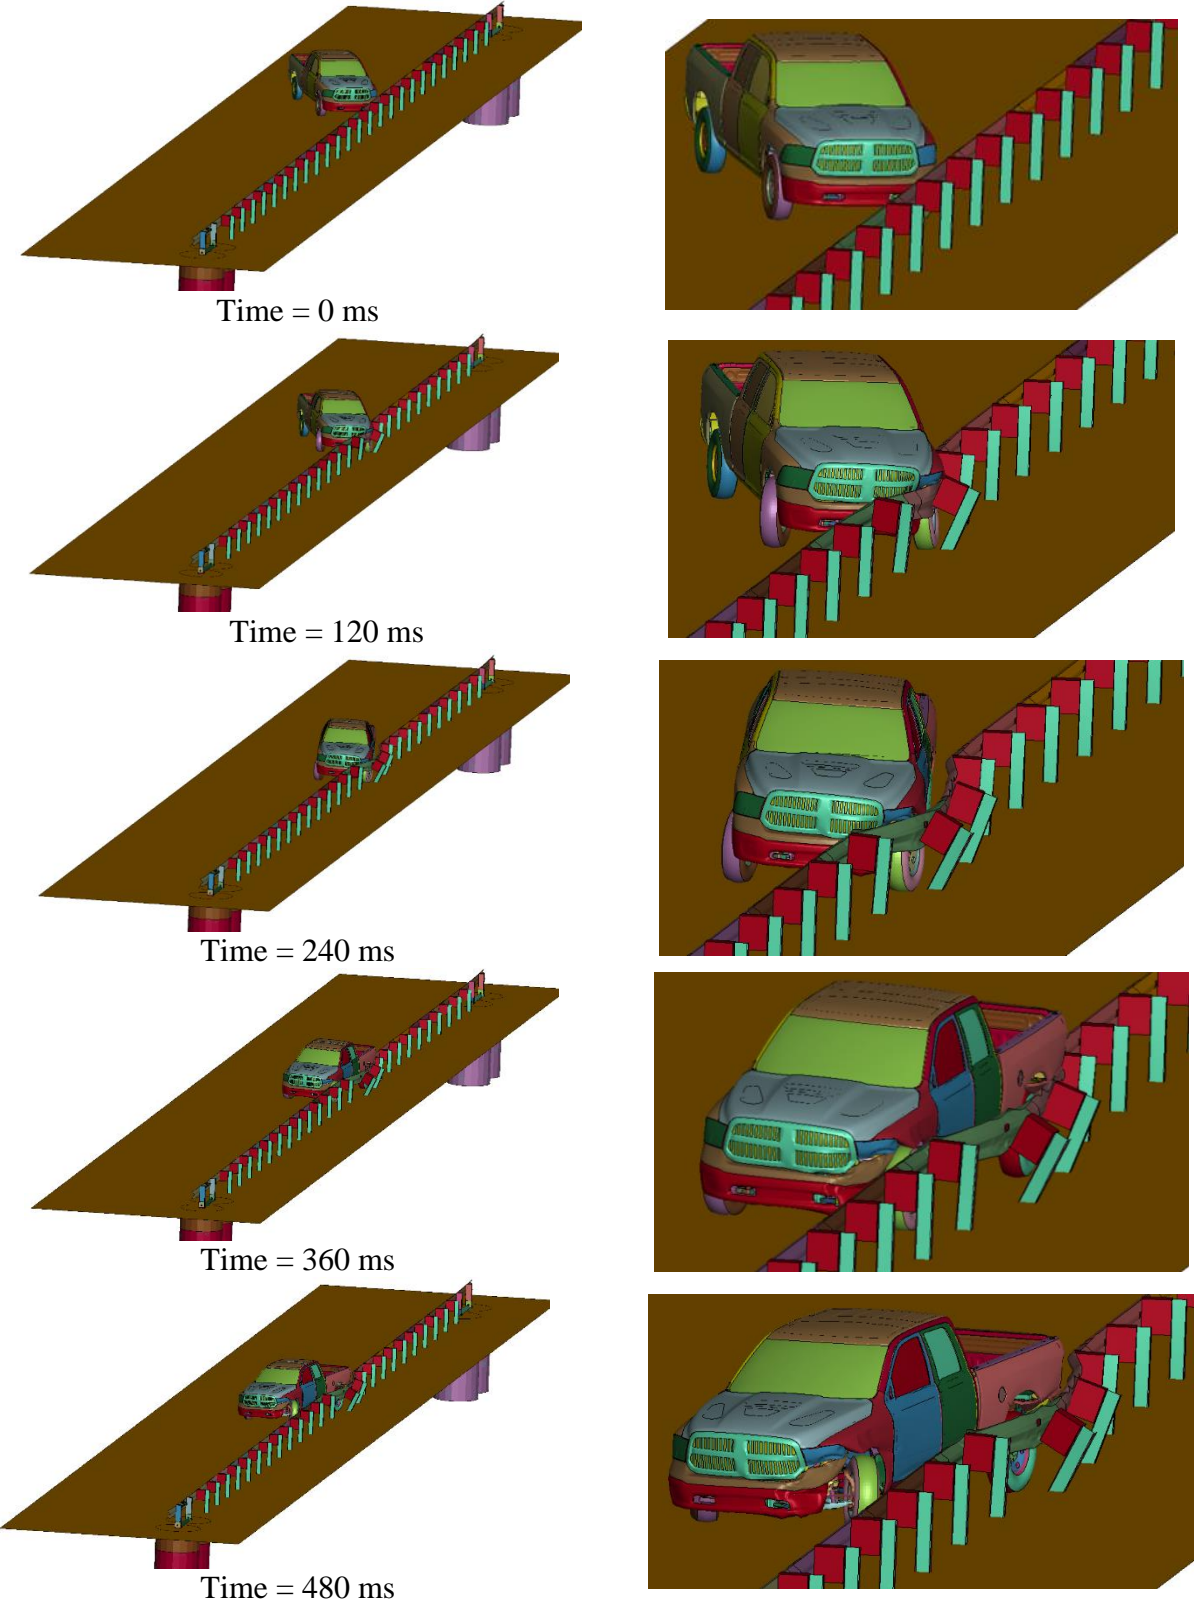 Time = 0 ms
Time = 120 ms
Time = 240 ms
Time = 360 ms
Time = 480 ms